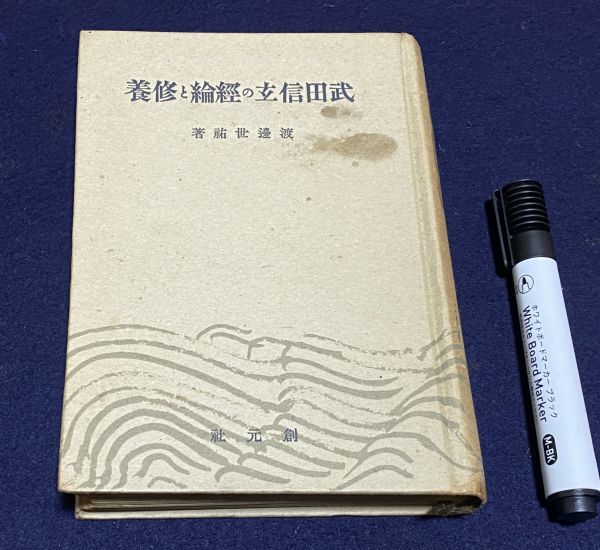 武田信玄の經綸と修養
渡邊世祐著
創元社
ホワイトボードマーカー ブラック
White Board Marker
M-BK